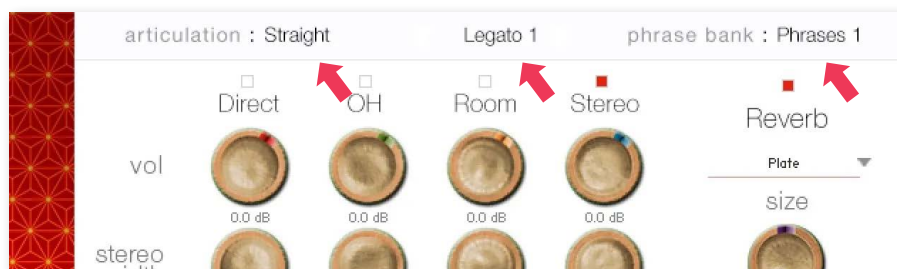 articulation : Straight Legato 1 phrase bank : Phrases 1
Direct OH Room Stereo Reverb
vol Plate
0.0 dB 0.0 dB 0.0 dB 0.0 dB size
stereo
width